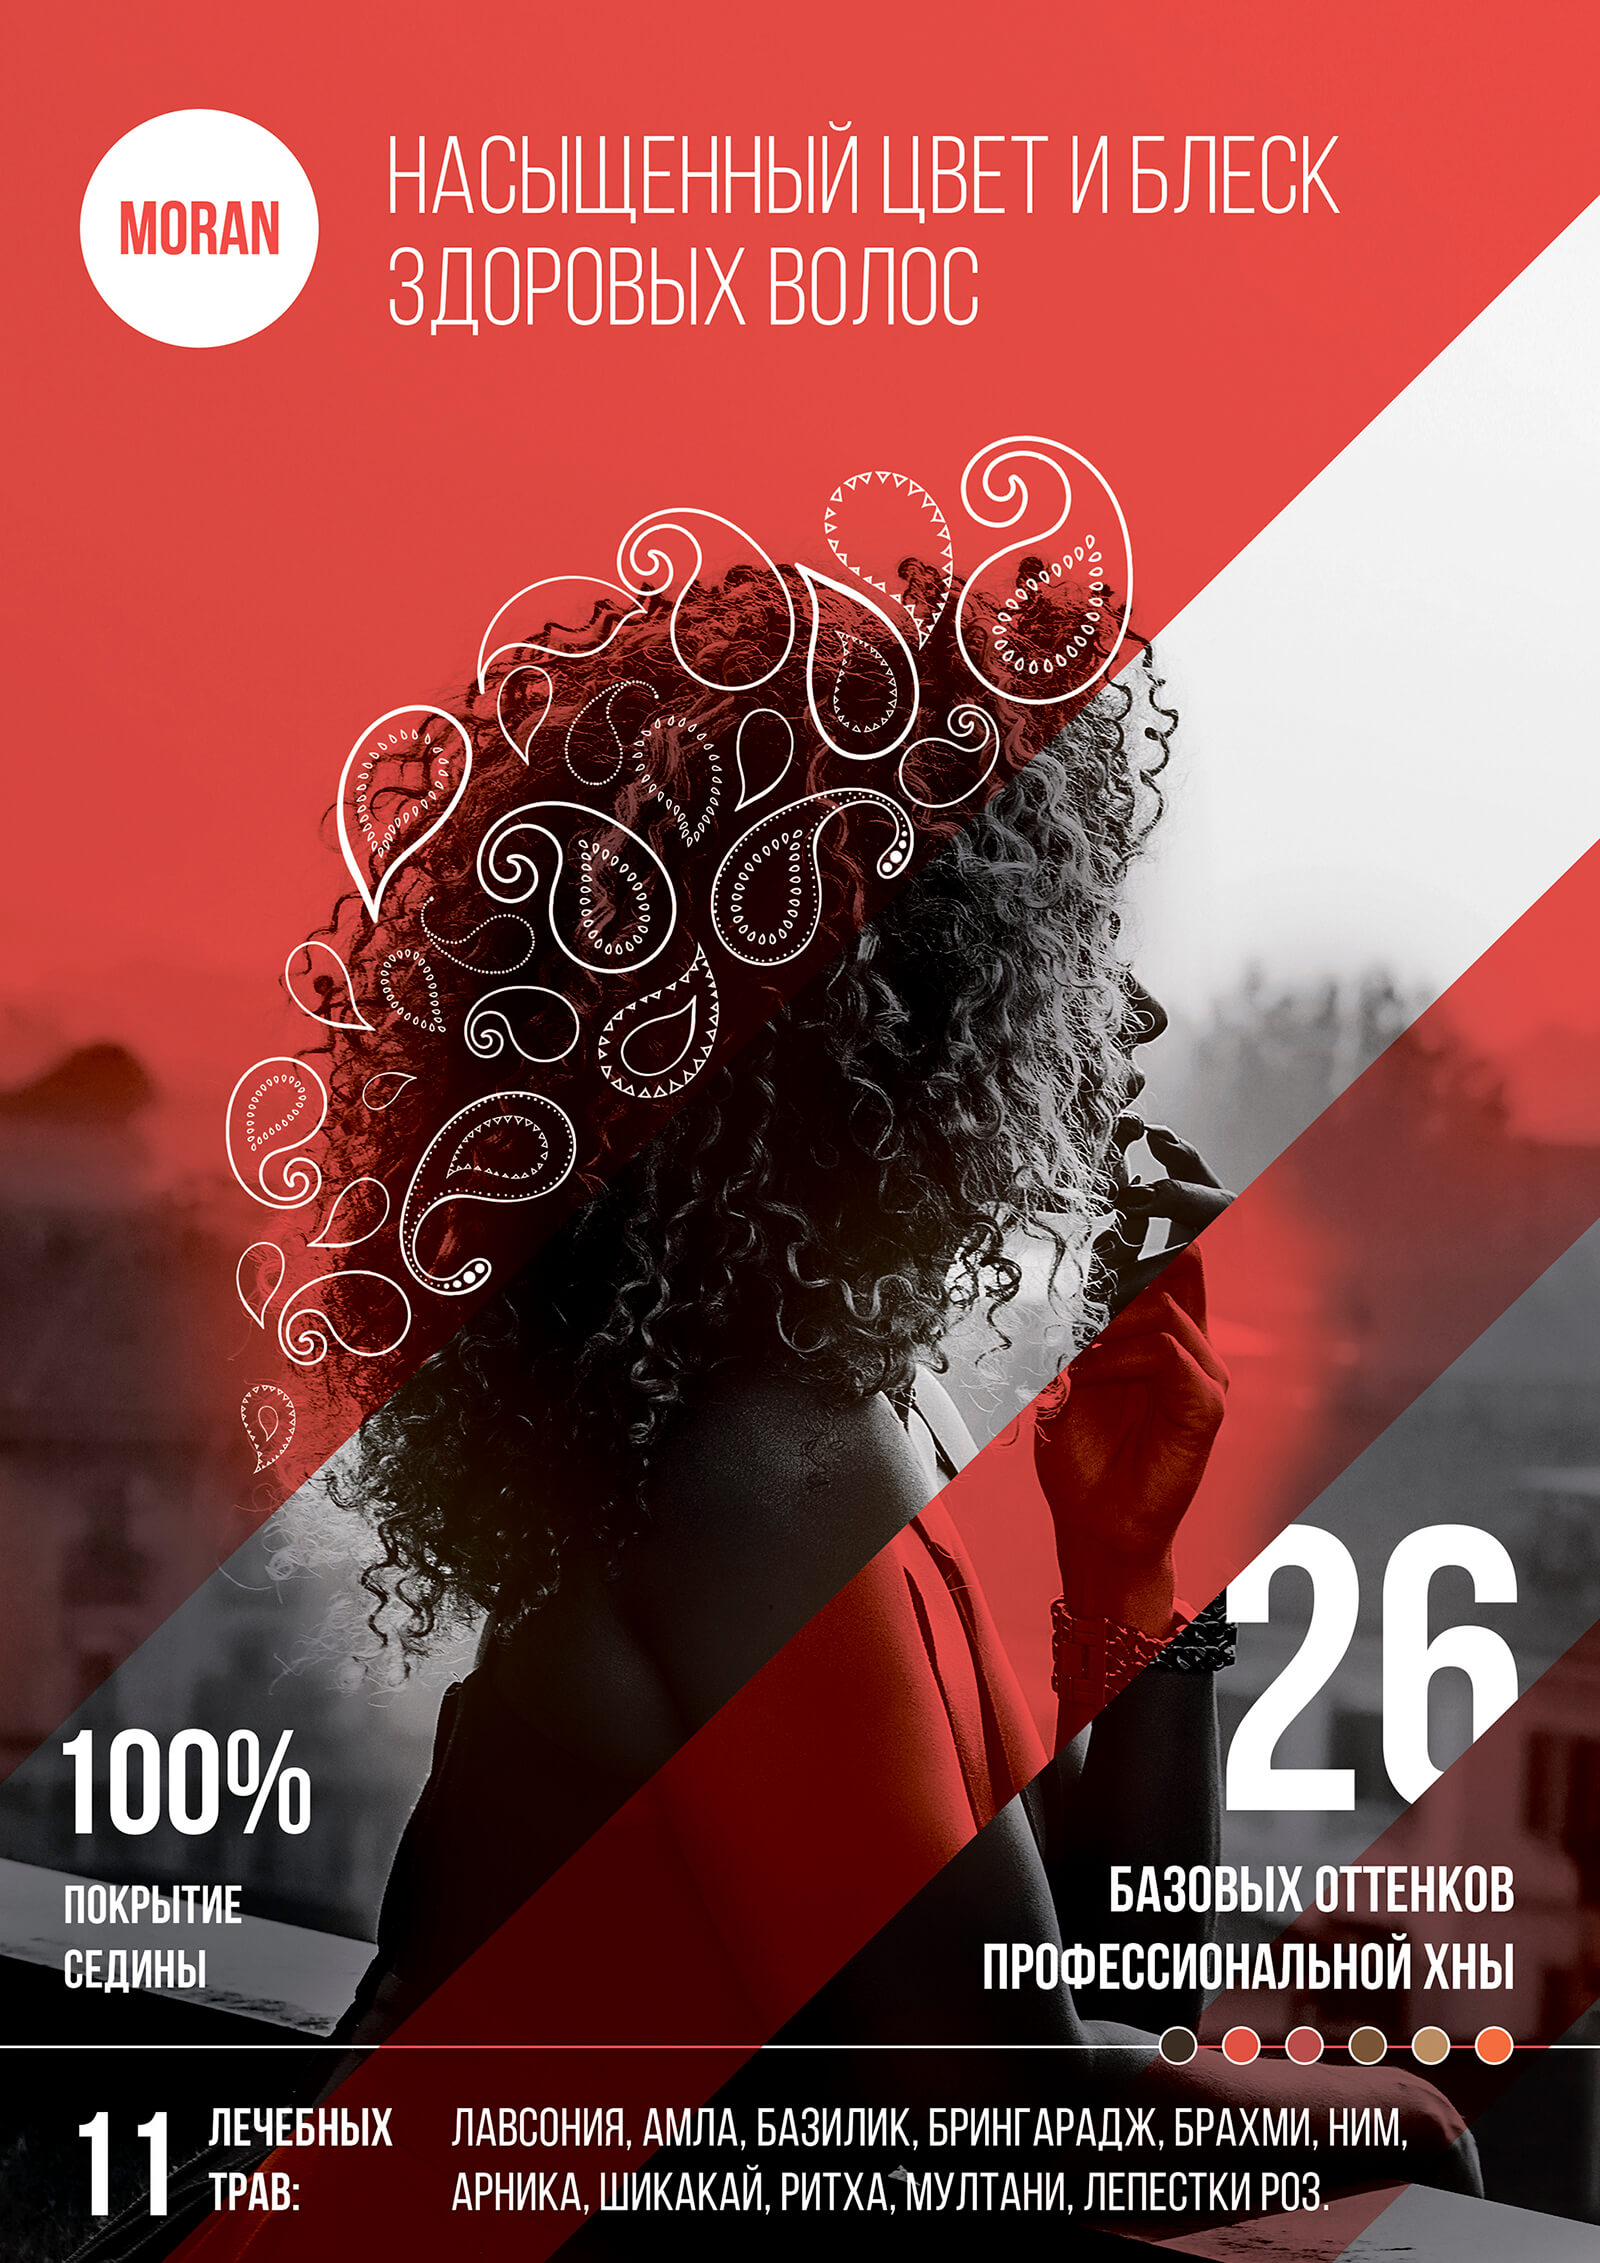 MORAN
НАСЫЩЕННЫЙ ЦВЕТ И БЛЕСК
ЗДОРОВЫХ ВОЛОС
100%
ПОКРЫТИЕ
СЕДИНЫ
26
БАЗОВЫХ ОТТЕНКОВ
ПРОФЕССИОНАЛЬНОЙ ХНЫ
11 ЛЕЧЕБНЫХ
ТРАВ:
ЛАВСОНИЯ, АМЛА, БАЗИЛИК, БРИНГАРАДЖ, БРАХМИ, НИМ,
АРНИКА, ШИКАКАЙ, РИТХА, МУЛТАНИ, ЛЕПЕСТКИ РОЗ.